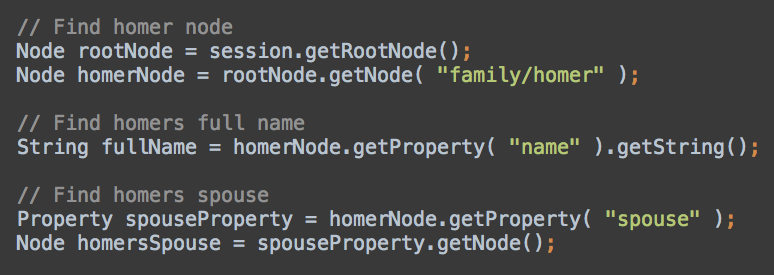 // Find homer node
Node rootNode = session.getRootNode();
Node homerNode = rootNode.getNode( "family/homer" );
// Find homers full name
String fullName = homerNode.getProperty( "name" ).getString();
// Find homers spouse
Property spouseProperty = homerNode.getProperty( "spouse" );
Node homersSpouse = spouseProperty.getNode();